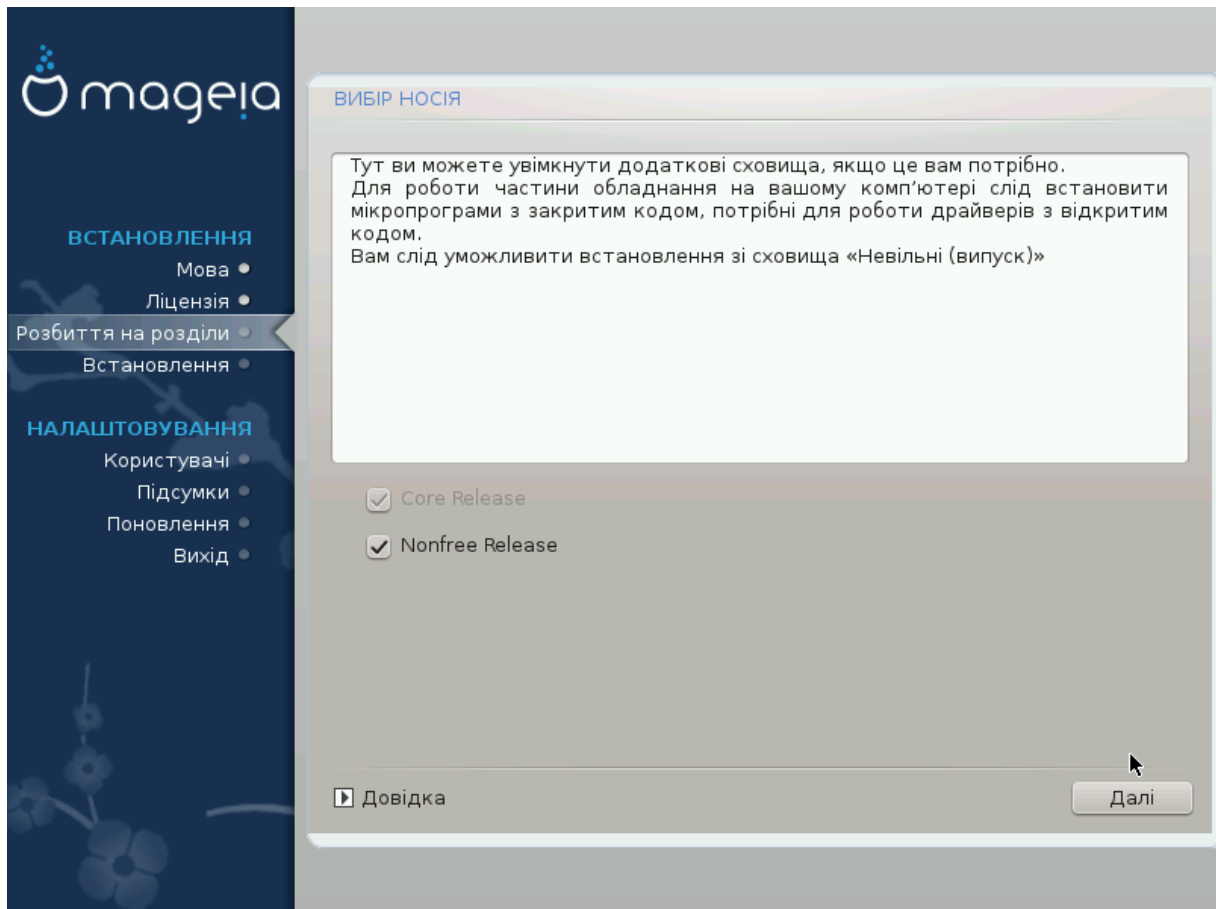 mageia
ВСТАНОВЛЕННЯ
Мова
Ліцензія
Розбиття на розділи
Встановлення
НАЛАШТОВУВАННЯ
Користувачі
Підсумки
Поновлення
Вихід
ВИБІР НОСІЯ
Тут ви можете увімкнути додаткові сховища, якщо це вам потрібно.
Для роботи частини обладнання на вашому комп’ютері слід встановити
мікропрограми з закритим кодом, потрібні для роботи драйверів з відкритим
кодом.
Вам слід уможливити встановлення зі сховища «Невільні (випуск)»
Core Release
Nonfree Release
Довідка
Далі